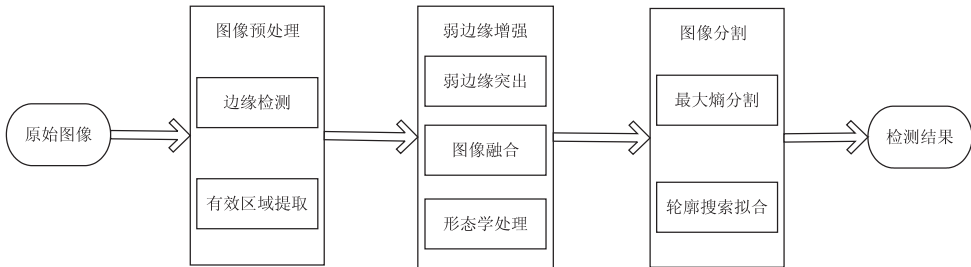 原始图像
图像预处理
边缘检测
有效区域提取
弱边缘增强
弱边缘突出
图像融合
形态学处理
图像分割
最大熵分割
轮廓搜索拟合
检测结果